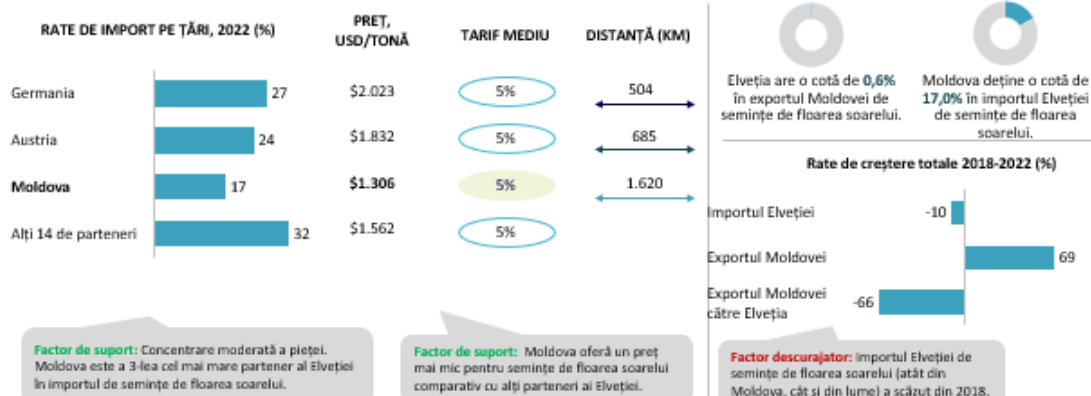 RATE DE IMPORT PE ȚĂRI, 2022 (%)
PREȚ,
USD/TONĂ
TARIF MEDIU
DISTANȚĂ (KM)
Germania
27
$2.023
5%
504
Austria
24
$1.832
5%
685
Moldova
17
$1.306
5%
1.620
Alți 14 de parteneri
32
$1.562
5%
Factor de suport: Concentrare moderată a pieței.
Moldova este a 3-lea cel mai mare partener al Elveției
în importul de semințe de floarea soarelui.
Factor de suport: Moldova oferă un preț
mai mic pentru semințe de floarea soarelui
comparativ cu alți parteneri ai Elveției.
Elveția are o cotă de 0,6%
în exportul Moldovei de
semințe de floarea soarelui.
Moldova deține o cotă de
17,0% în importul Elveției
de semințe de floarea
soarelui.
Rate de creștere totale 2018-2022 (%)
Importul Elveției
-10
Exportul Moldovei
69
Exportul Moldovei
către Elveția
-66
Factor descurajator: Importul Elveției de
semințe de floarea soarelui (atât din
Moldova, cât și din lume) a scăzut din 2018.